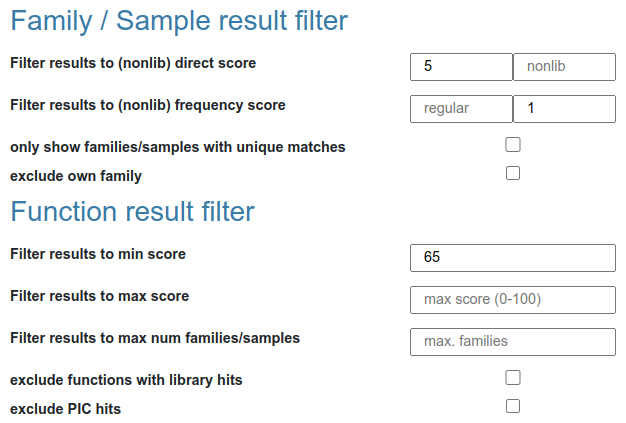 Family / Sample result filter
Filter results to (nonlib) direct score 5 nonlib
Filter results to (nonlib) frequency score regular 1
only show families/samples with unique matches
exclude own family
Function result filter
Filter results to min score 65
Filter results to max score max score (0-100)
Filter results to max num families/samples max. families
exclude functions with library hits
exclude PIC hits